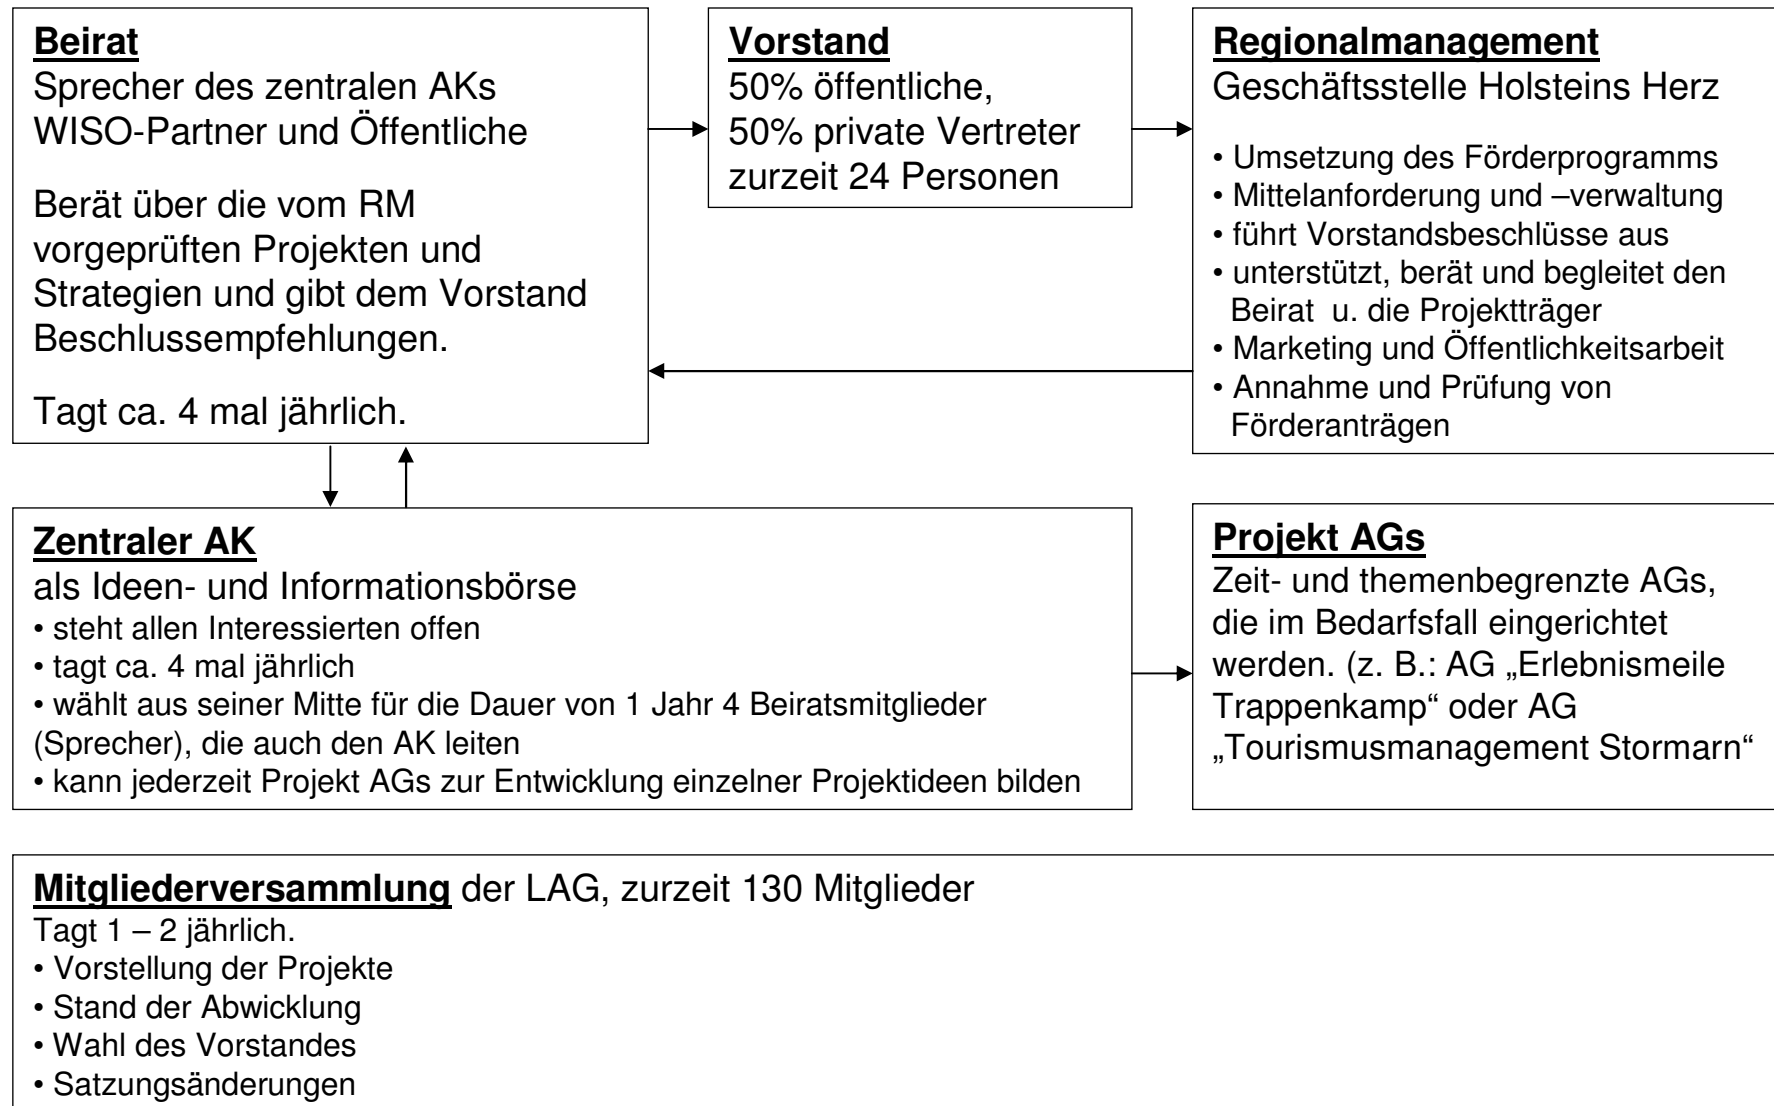 Beirat
Sprecher des zentralen AKs
WISO-Partner und Öffentliche
Berät über die vom RM
vorgeprüften Projekten und
Strategien und gibt dem Vorstand
Beschlussempfehlungen.
Tagt ca. 4 mal jährlich.
Vorstand
50% öffentliche,
50% private Vertreter
zurzeit 24 Personen
Regionalmanagement
Geschäftsstelle Holsteins Herz
• Umsetzung des Förderprogramms
• Mittelanforderung und –verwaltung
• führt Vorstandsbeschlüsse aus
• unterstützt, berät und begleitet den
Beirat u. die Projektträger
• Marketing und Öffentlichkeitsarbeit
• Annahme und Prüfung von
Förderanträgen
Zentraler AK
als Ideen- und Informationsbörse
• steht allen Interessierten offen
• tagt ca. 4 mal jährlich
• wählt aus seiner Mitte für die Dauer von 1 Jahr 4 Beiratsmitglieder
(Sprecher), die auch den AK leiten
• kann jederzeit Projekt AGs zur Entwicklung einzelner Projektideen bilden
Projekt AGs
Zeit- und themenbegrenzte AGs,
die im Bedarfsfall eingerichtet
werden. (z. B.: AG „Erlebnismeile
Trappenkamp“ oder AG
„Tourismusmanagement Stormarn“
Mitgliederversammlung der LAG, zurzeit 130 Mitglieder
Tagt 1 – 2 jährlich.
• Vorstellung der Projekte
• Stand der Abwicklung
• Wahl des Vorstandes
• Satzungsänderungen